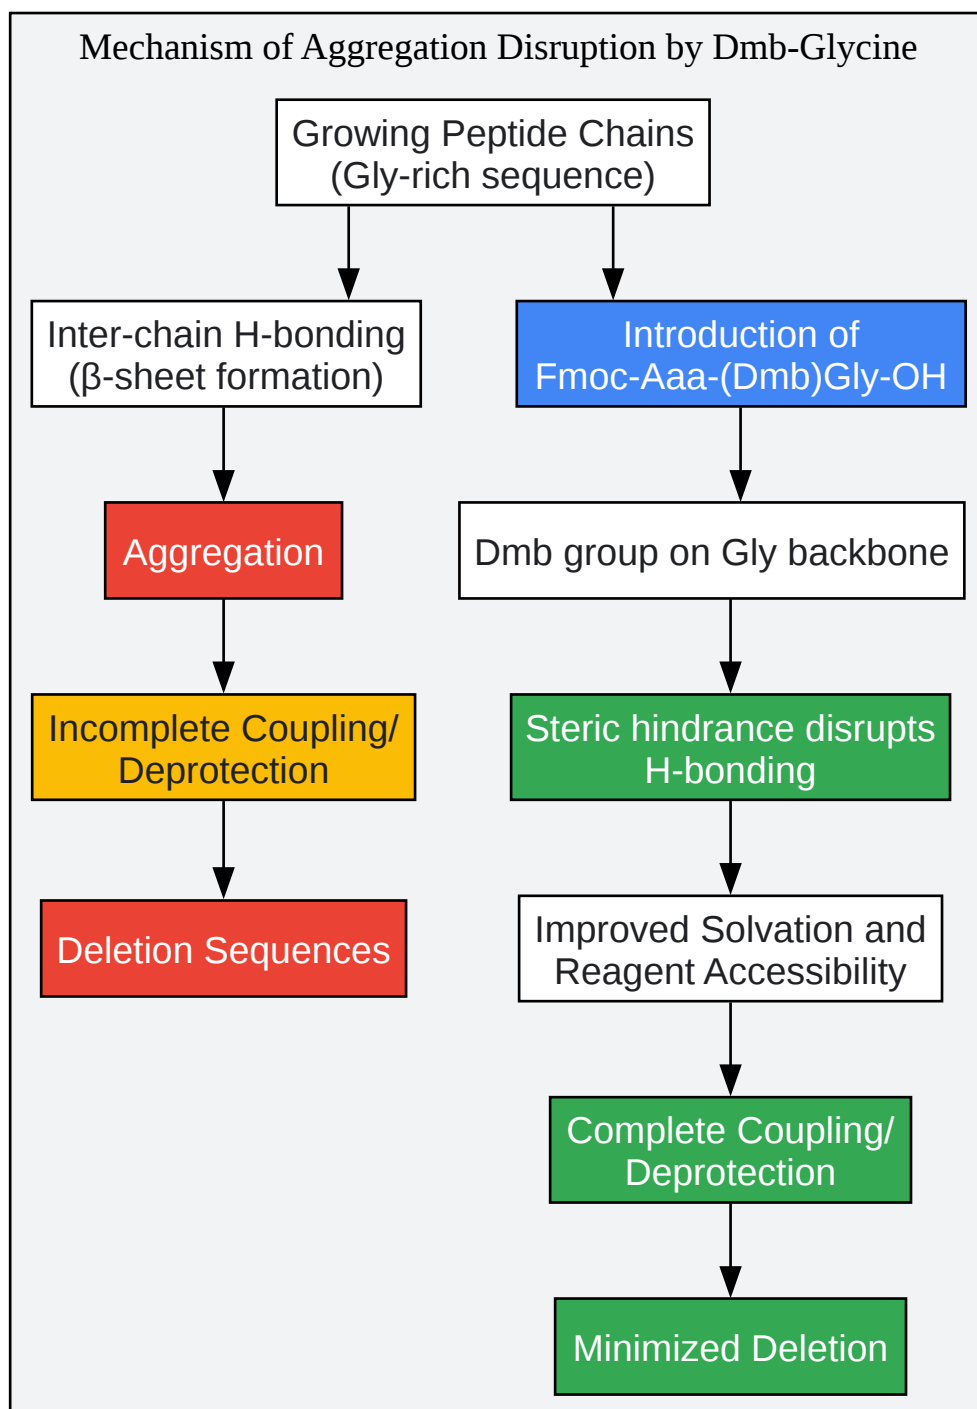 Mechanism of Aggregation Disruption by Dmb-Glycine
Growing Peptide Chains
(Gly-rich sequence)
Inter-chain H-bonding
(β-sheet formation)
Introduction of
Fmoc-Aaa-(Dmb)Gly-OH
Aggregation
Dmb group on Gly backbone
Incomplete Coupling/
Deprotection
Steric hindrance disrupts
H-bonding
Deletion Sequences
Improved Solvation and
Reagent Accessibility
Complete Coupling/
Deprotection
Minimized Deletion